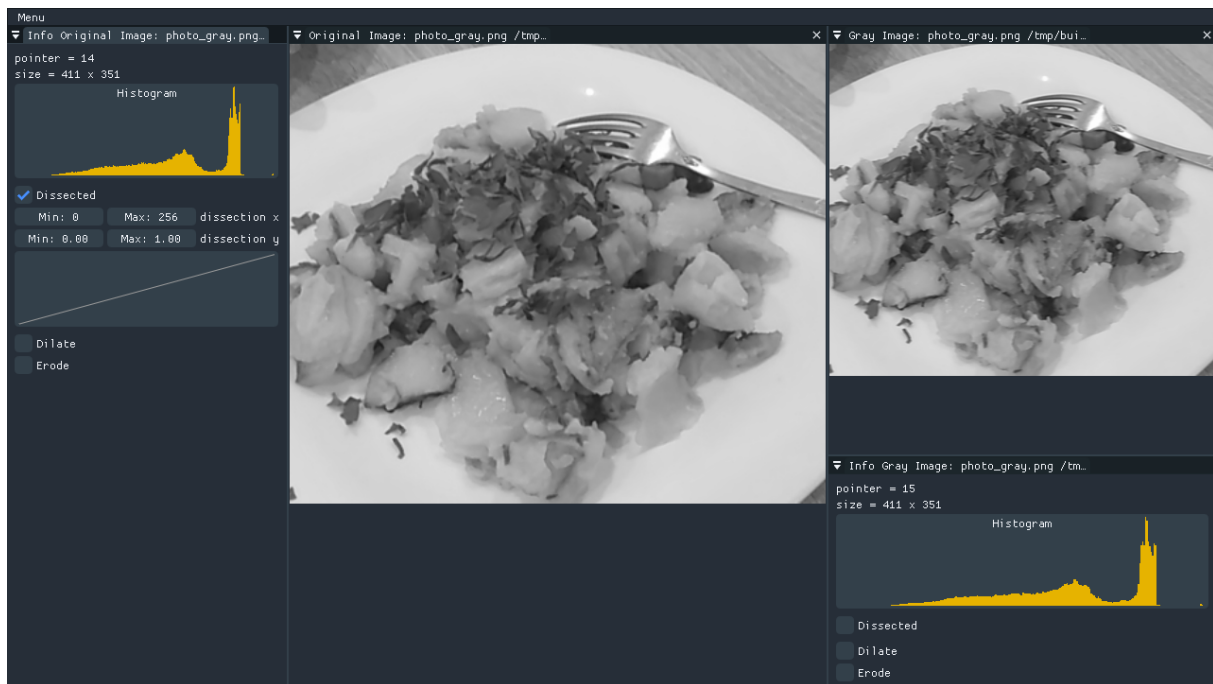 Menu
Info Original Image: photo_gray.png…
pointer = 14
size = 411 x 351
Histogram
Dissected
Min: 0 Max: 256 dissection x
Min: 0.00 Max: 1.00 dissection y
Dilate
Erode
Original Image: photo_gray.png /tmp…
Gray Image: photo_gray.png /tmp/bui…
Info Gray Image: photo_gray.png /tm…
pointer = 15
size = 411 x 351
Histogram
Dissected
Dilate
Erode